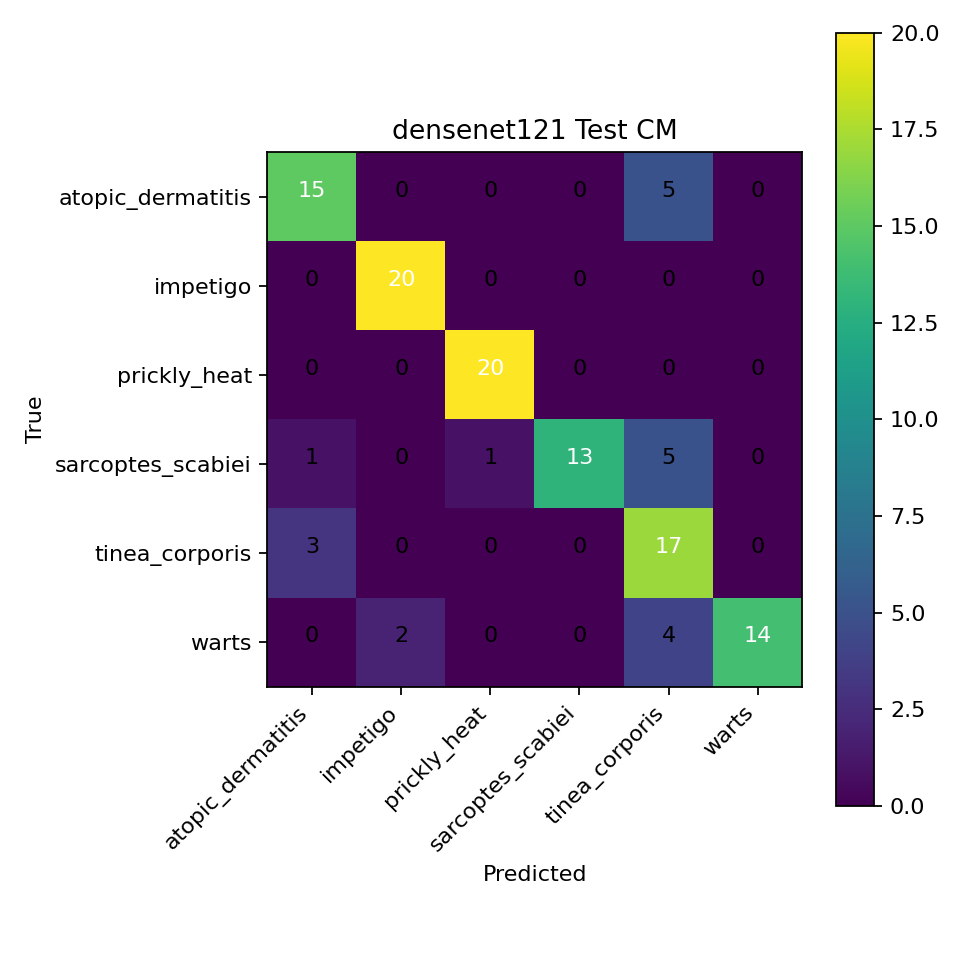 densenet121 Test CM
True
atopic_dermatitis 15 0 0 0 5 0
impetigo 0 20 0 0 0 0
prickly_heat 0 0 20 0 0 0
sarcoptes_scabiei 1 0 1 13 5 0
tinea_corporis 3 0 0 0 17 0
warts 0 2 0 0 4 14
atopic_dermatitis
impetigo
prickly_heat
sarcoptes_scabiei
tinea_corporis
warts
Predicted
20.0
17.5
15.0
12.5
10.0
7.5
5.0
2.5
0.0